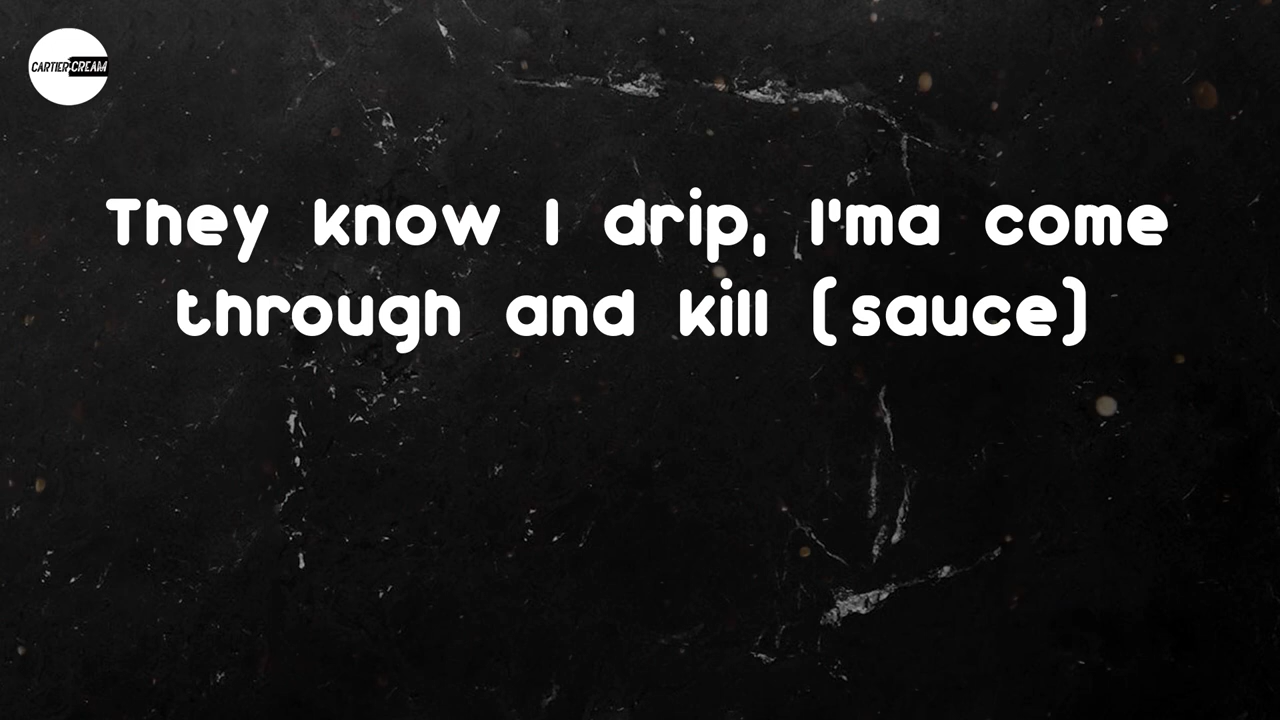 CARTIER CREAM
They know I drip, I'ma come
through and kill (sauce)